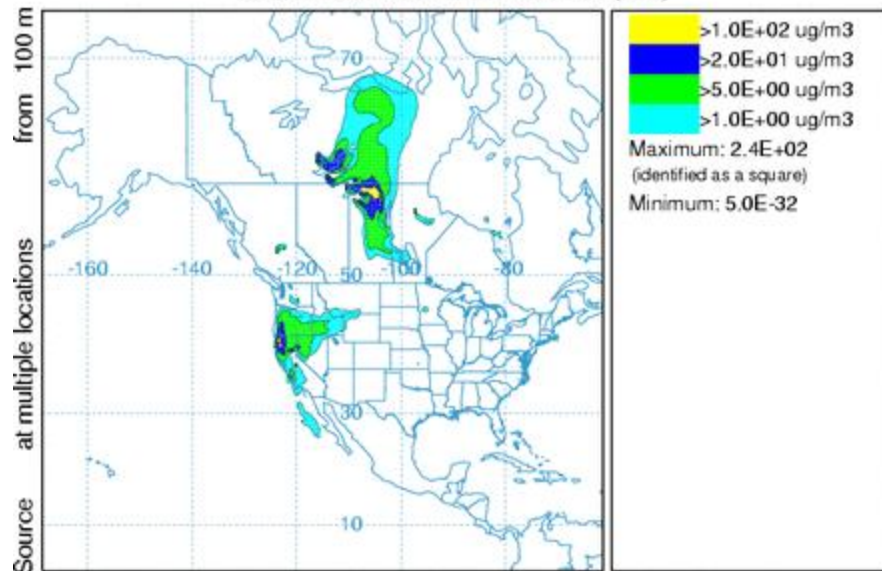 Source at multiple locations from 100 m
70
-160
-140
-120
-100
-80
50
30
10
>1.0E+02 ug/m3
>2.0E+01 ug/m3
>5.0E+00 ug/m3
>1.0E+00 ug/m3
Maximum: 2.4E+02
(identified as a square)
Minimum: 5.0E-32